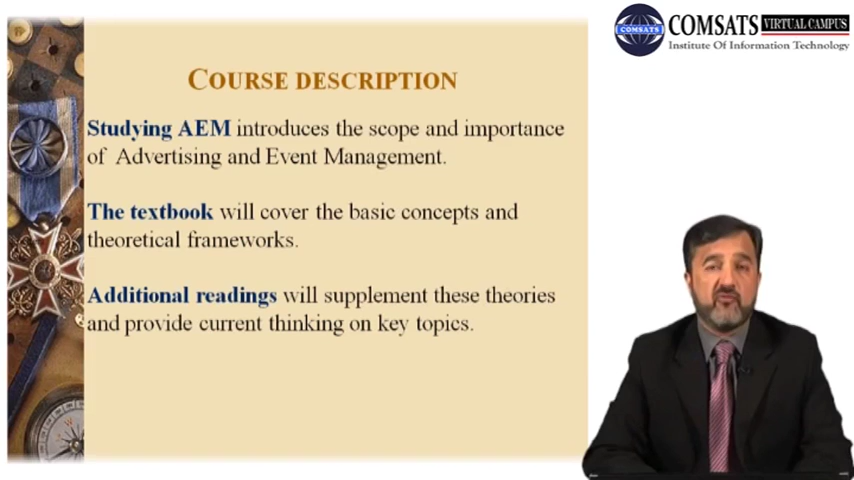 COMSATS VIRTUAL CAMPUS
COMSATS
Institute Of Information Technology
COURSE DESCRIPTION
Studying AEM introduces the scope and importance
of Advertising and Event Management.
The textbook will cover the basic concepts and
theoretical frameworks.
Additional readings will supplement these theories
and provide current thinking on key topics.